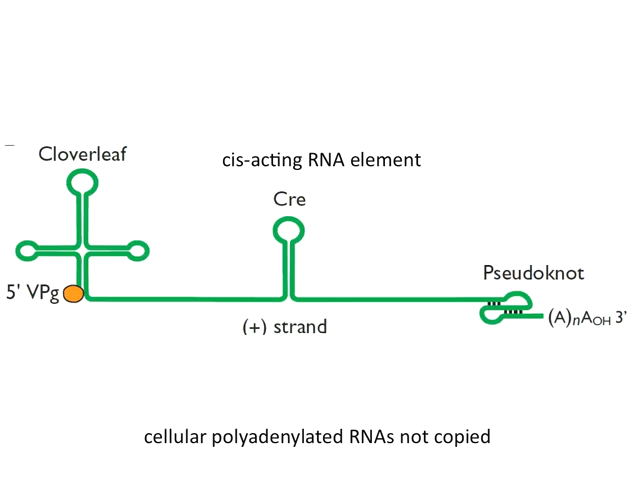 Cloverleaf
cis-acting RNA element
Cre
5' VPg
Pseudoknot
(A)nAOH 3'
(+) strand
cellular polyadenylated RNAs not copied